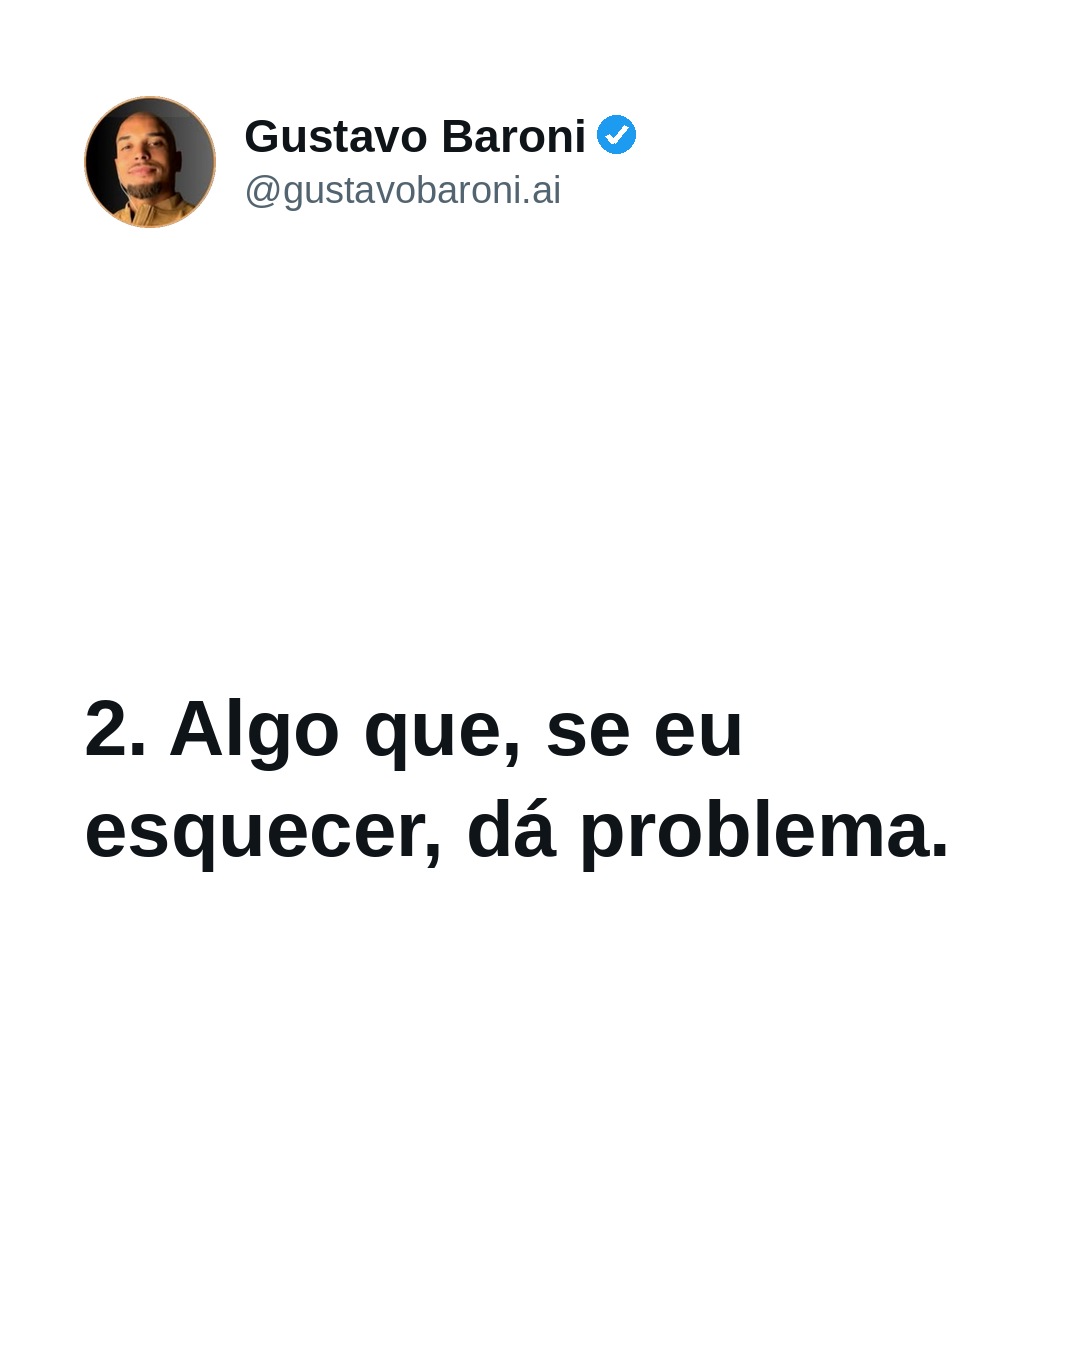 Gustavo Baroni
@gustavobaroni.ai
2. Algo que, se eu
esquecer, dá problema.